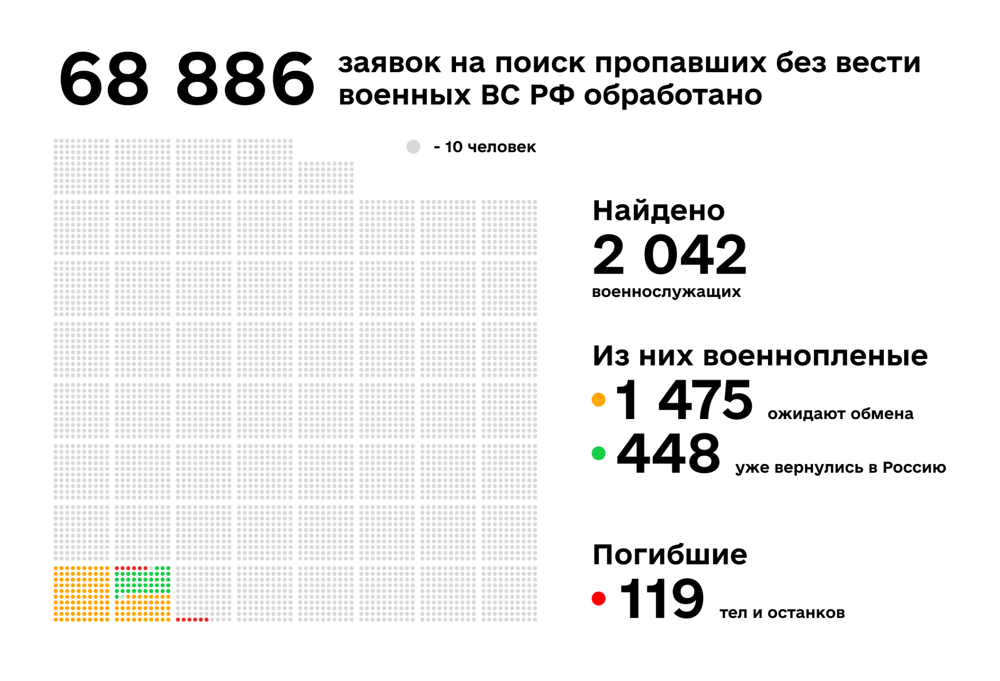 68 886
заявок на поиск пропавших без вести
военных ВС РФ обработано
- 10 человек
Найдено
2 042
военнослужащих
Из них военнопленые
1 475 ожидают обмена
448 уже вернулись в Россию
Погибшие
119 тел и останков